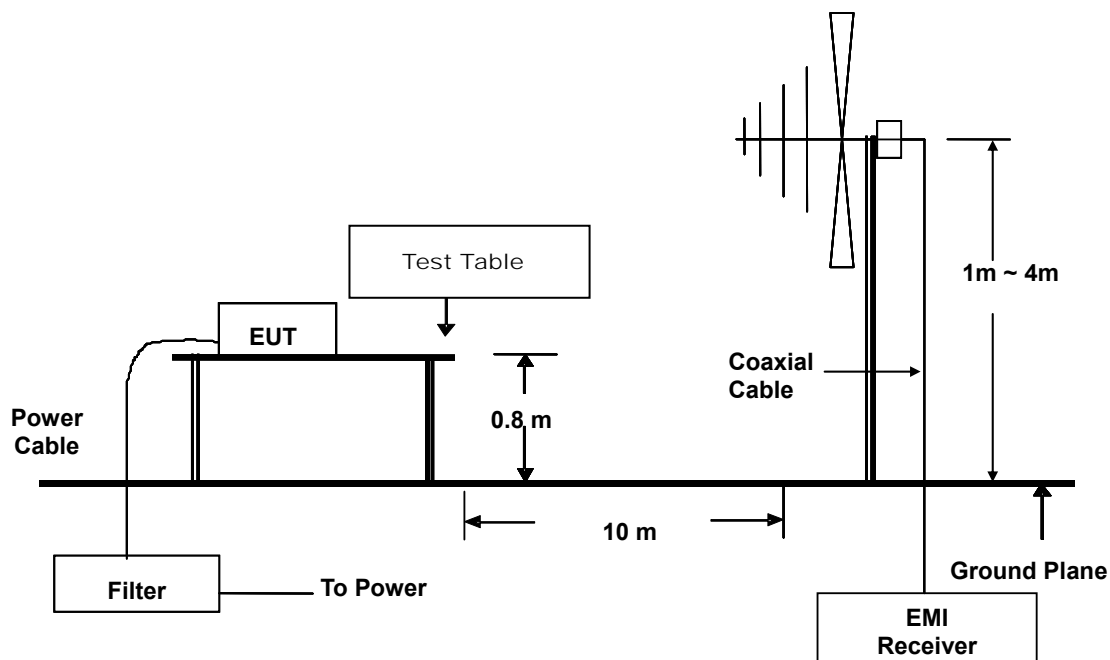 Test Table
1m ~ 4m
EUT
Coaxial
Cable
0.8 m
Power
Cable
10 m
Ground Plane
Filter
To Power
EMI
Receiver